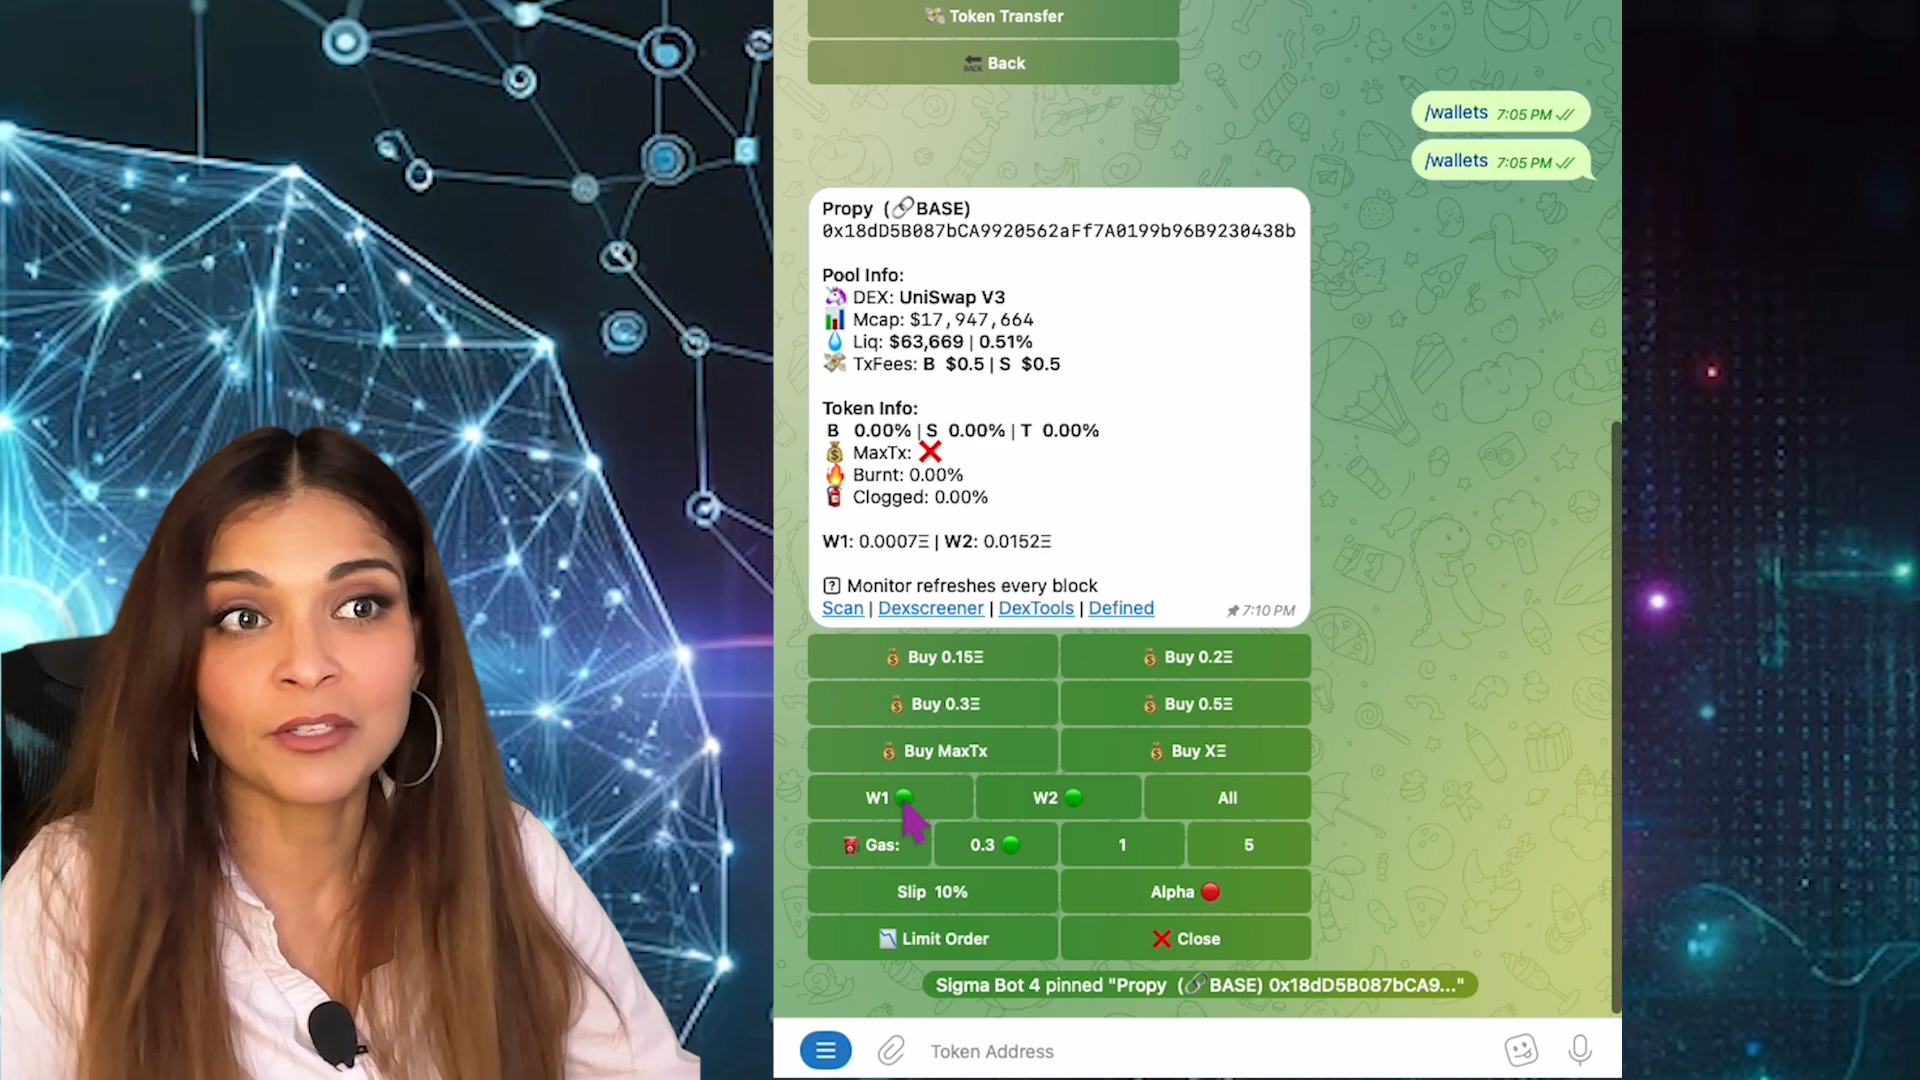 💸 Token Transfer
🔙 Back
/wallets 7:05 PM
/wallets 7:05 PM
Propy (🔗BASE)
0x18dD5B087bCA9920562aFf7A0199b96B9230438b
Pool Info:
🦄 DEX: UniSwap V3
📊 Mcap: $17,947,664
💧 Liq: $63,669 | 0.51%
💸 TxFees: B $0.5 | S $0.5
Token Info:
B 0.00% | S 0.00% | T 0.00%
💰 MaxTx: ❌
🔥 Burnt: 0.00%
🧯 Clogged: 0.00%
W1: 0.0007Ξ | W2: 0.0152Ξ
? Monitor refreshes every block
Scan | Dexscreener | DexTools | Defined
7:10 PM
💰 Buy 0.15Ξ
💰 Buy 0.2Ξ
💰 Buy 0.3Ξ
💰 Buy 0.5Ξ
💰 Buy MaxTx
💰 Buy XΞ
W1 🟢
W2 🟢
All
⛽ Gas:
0.3 🟢
1
5
Slip 10%
Alpha 🔴
📉 Limit Order
❌ Close
Sigma Bot 4 pinned "Propy (🔗BASE) 0x18dD5B087bCA9..."
Token Address